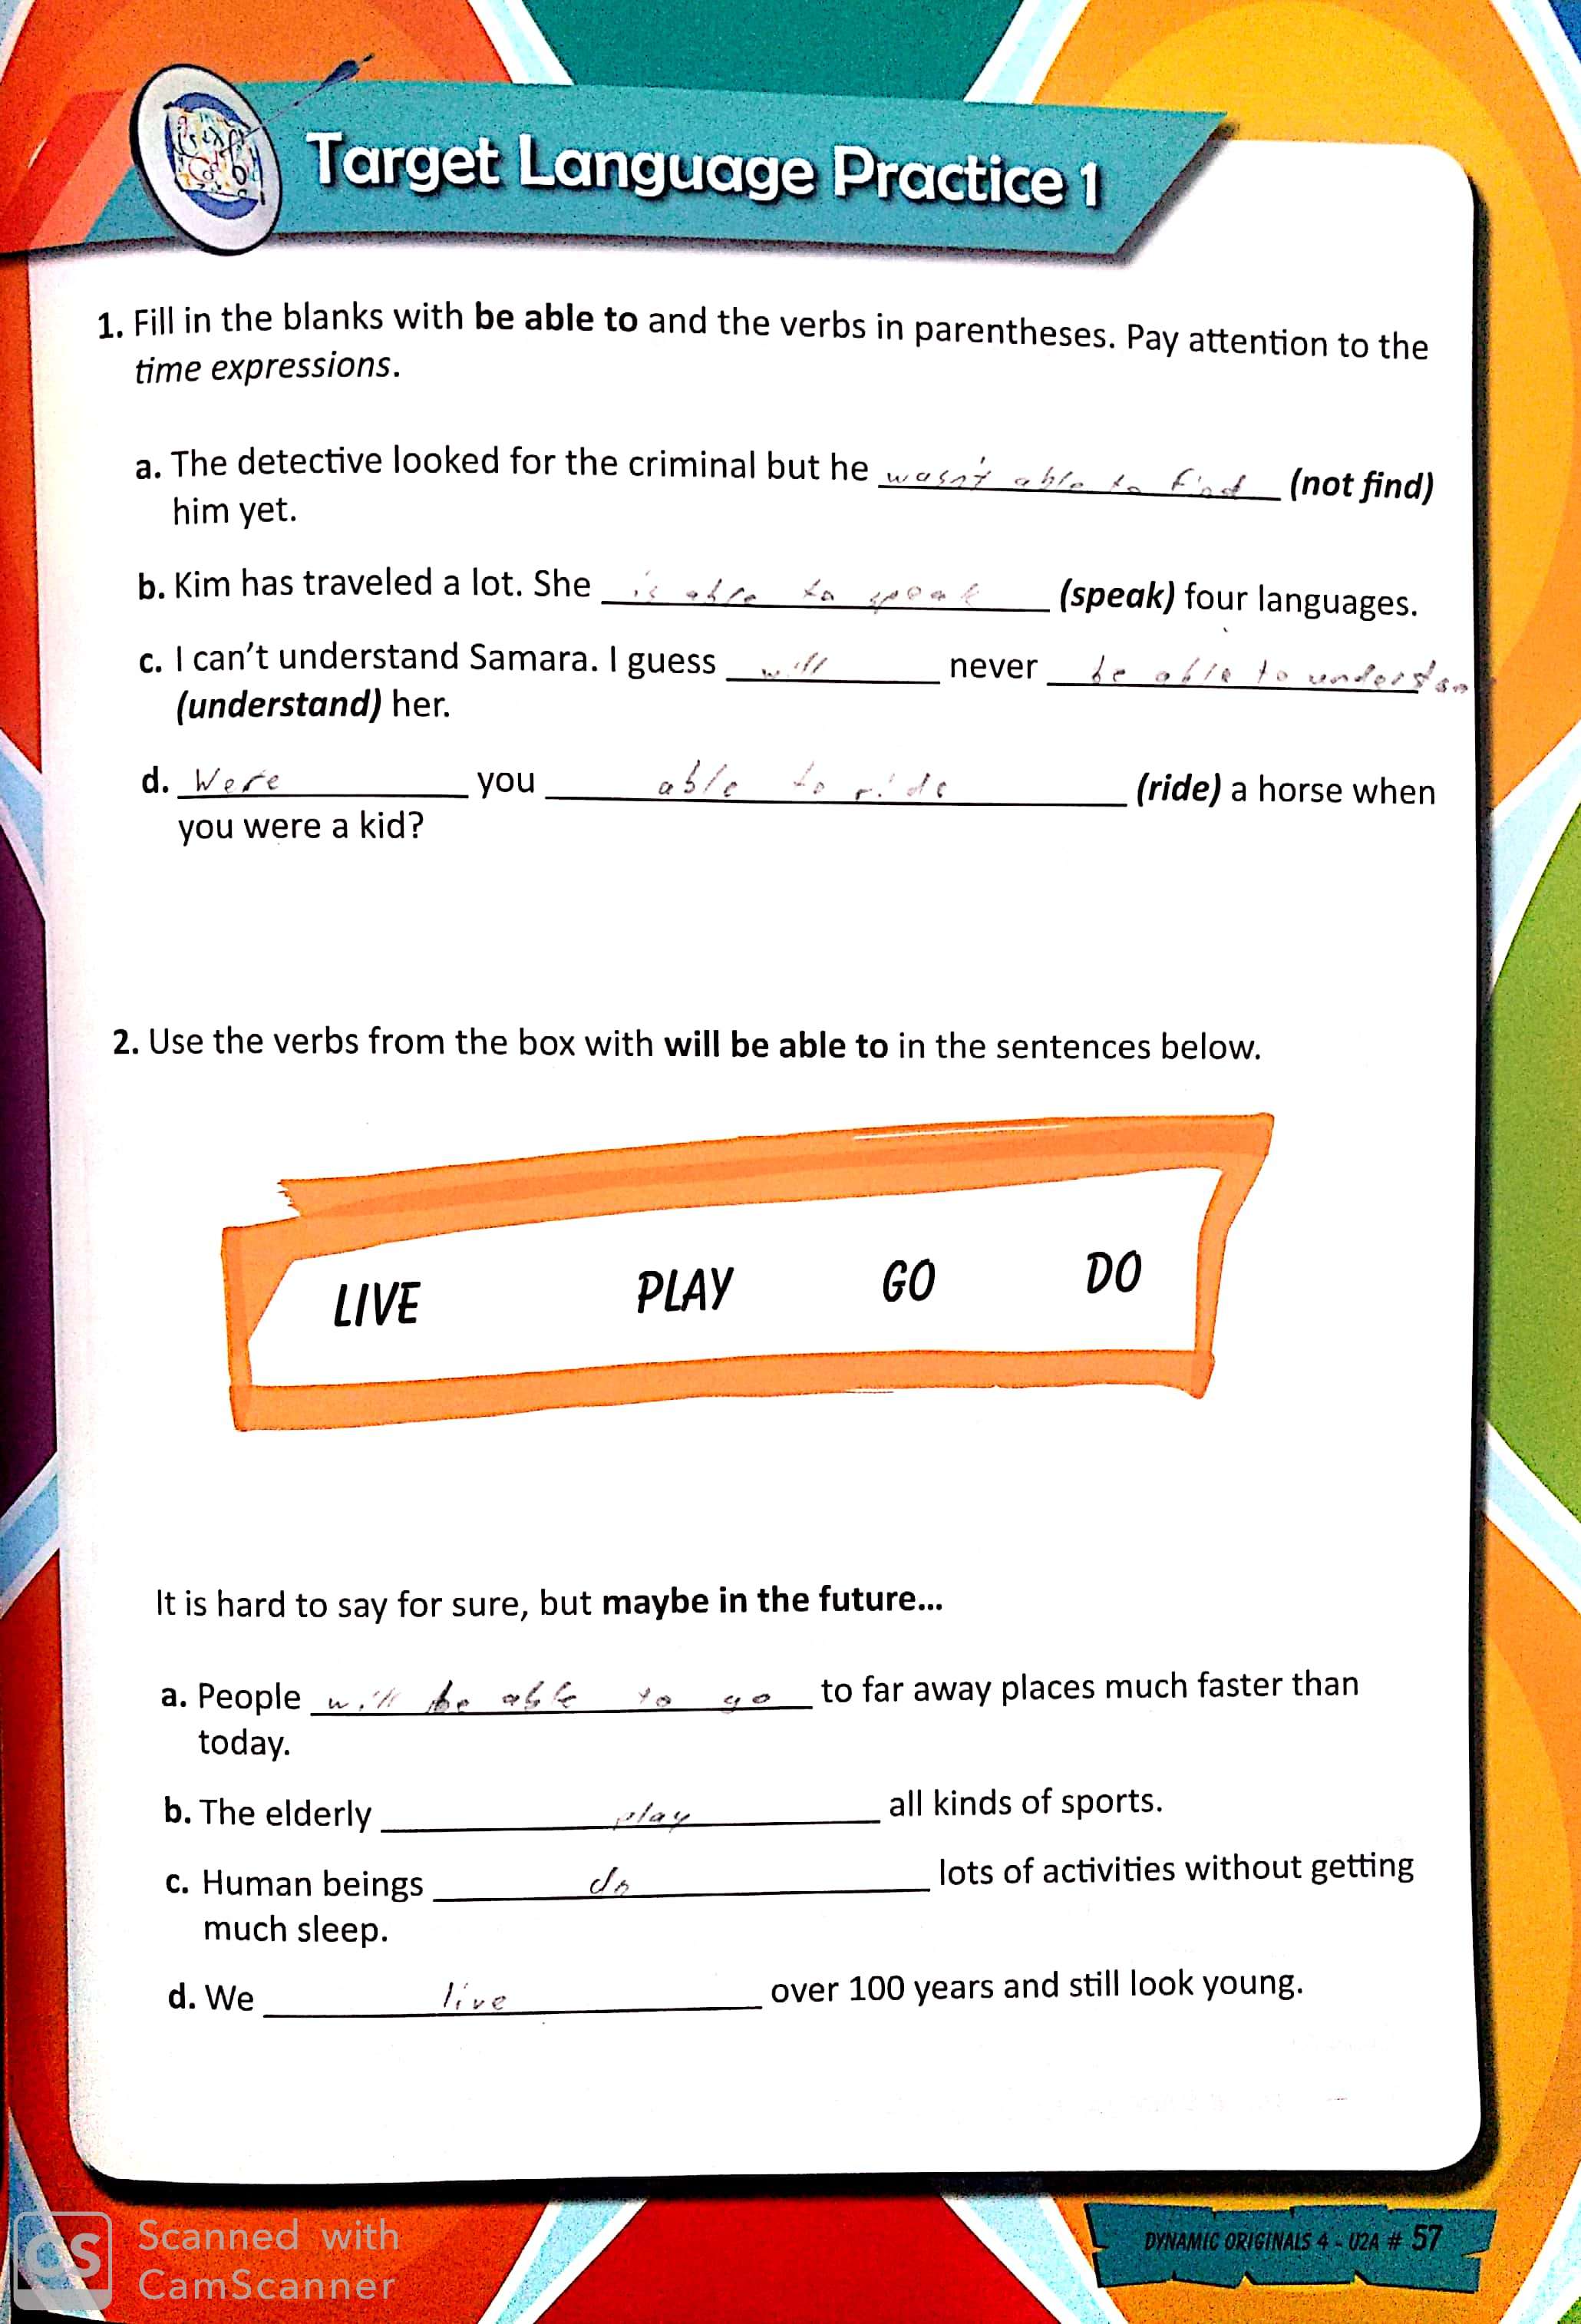 Target Language Practice 1
1. Fill in the blanks with be able to and the verbs in parentheses. Pay attention to the
time expressions.
a. The detective looked for the criminal but he wasn't able to find (not find)
him yet.
b. Kim has traveled a lot. She is able to speak (speak) four languages.
c. I can't understand Samara. I guess will never be able to understan
(understand) her.
d. Were you able to ride (ride) a horse when
you were a kid?
2. Use the verbs from the box with will be able to in the sentences below.
LIVE PLAY GO DO
It is hard to say for sure, but maybe in the future...
a. People will be able to go to far away places much faster than
today.
b. The elderly play all kinds of sports.
c. Human beings do lots of activities without getting
much sleep.
d. We live over 100 years and still look young.
DYNAMIC ORIGINALS 4 - U2A # 57
CS Scanned with
CamScanner